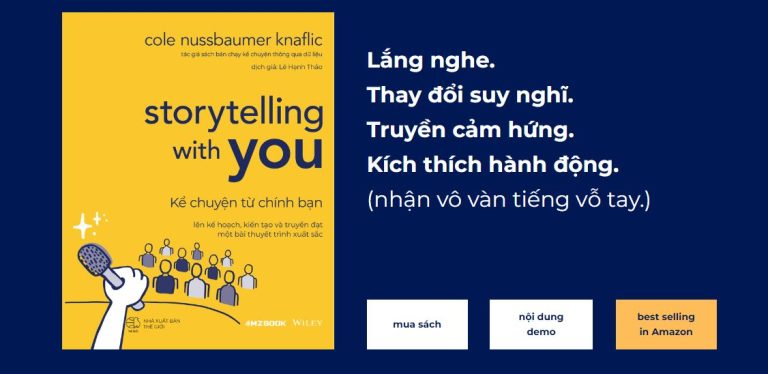 cole nussbaumer knaflic
tác giả sách bán chạy kể chuyện thông qua dữ liệu
dịch giả: Lê Hạnh Thảo
storytelling
with you
Kể chuyện từ chính bạn
lên kế hoạch, kiến tạo và truyền đạt
một bài thuyết trình xuất sắc
NHÀ XUẤT BẢN
THẾ GIỚI
#MZBOOK WILEY
Lắng nghe.
Thay đổi suy nghĩ.
Truyền cảm hứng.
Kích thích hành động.
(nhận vô vàn tiếng vỗ tay.)
mua sách
nội dung
demo
best selling
in Amazon